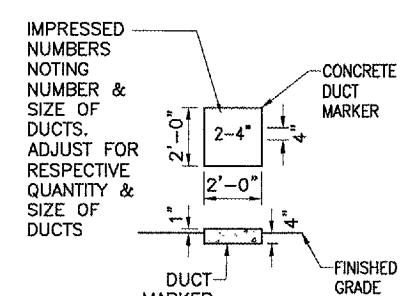 IMPRESSED
NUMBERS
NOTING
NUMBER &
SIZE OF
DUCTS.
ADJUST FOR
RESPECTIVE
QUANTITY &
SIZE OF
DUCTS
CONCRETE
DUCT
MARKER
2-4"
4"
2'-0"
2'-0"
1"
4"
DUCT
MARKER
FINISHED
GRADE